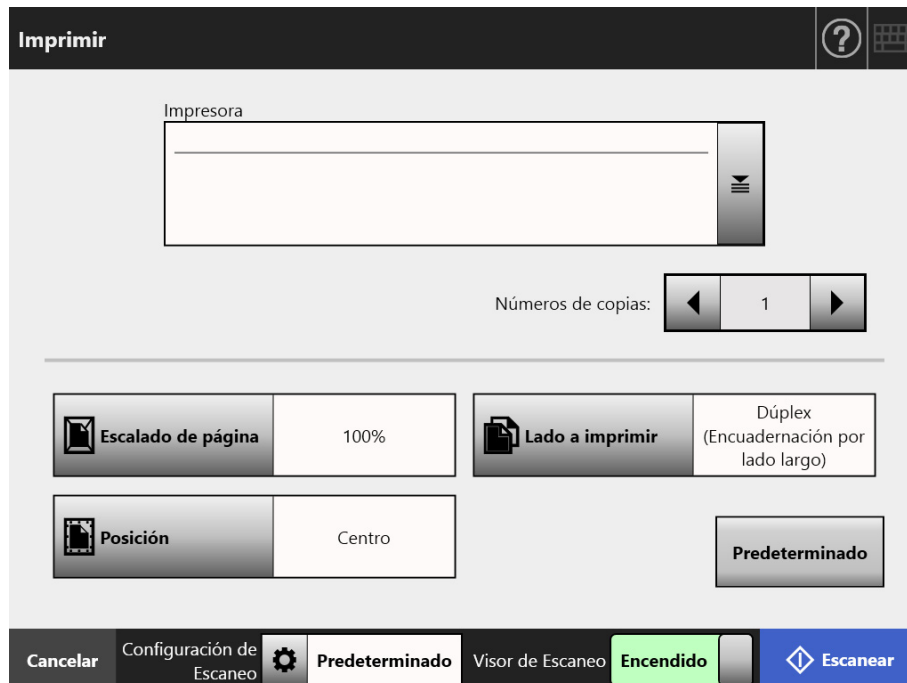 Imprimir
Impresora
Números de copias: 1
Escalado de página 100%
Lado a imprimir
Dúplex
(Encuadernación por
lado largo)
Posición Centro
Predeterminado
Cancelar
Configuración de
Escaneo
Predeterminado
Visor de Escaneo
Encendido
Escanear